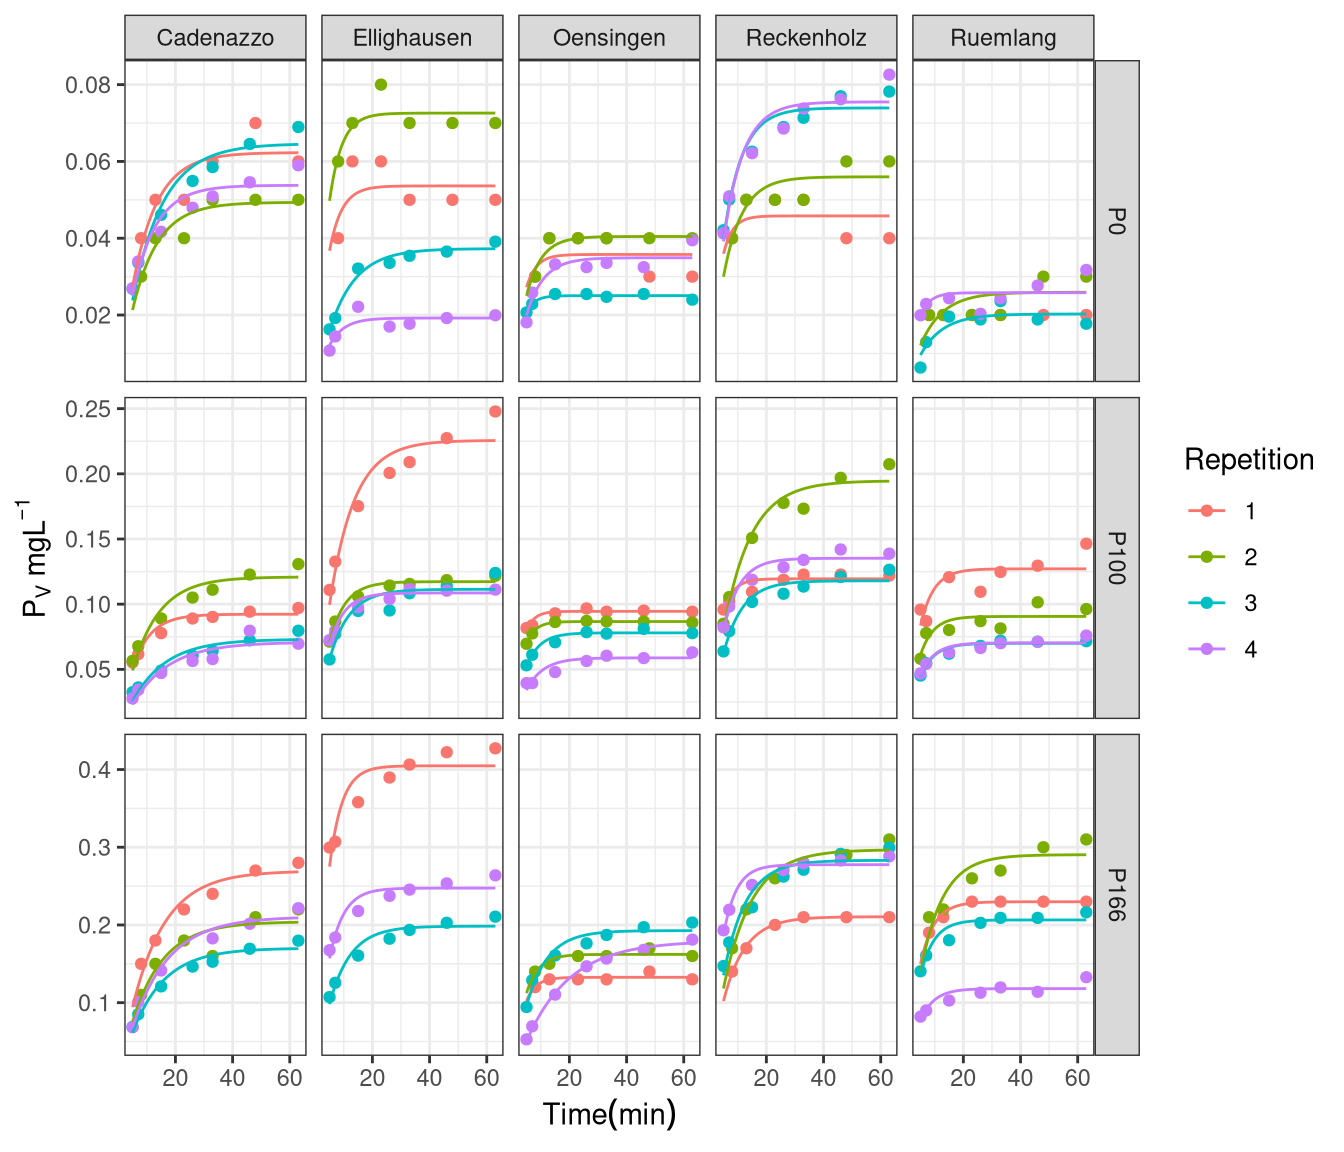 Cadenazzo Ellighausen Oensingen Reckenholz Ruemlang
0.08
0.06
0.04
0.02
P0
0.25
0.20
0.15
0.10
0.05
P100
0.4
0.3
0.2
0.1
P166
20 40 60 20 40 60 20 40 60 20 40 60 20 40 60
Time(min)
P_V mgL^−1
Repetition
1
2
3
4